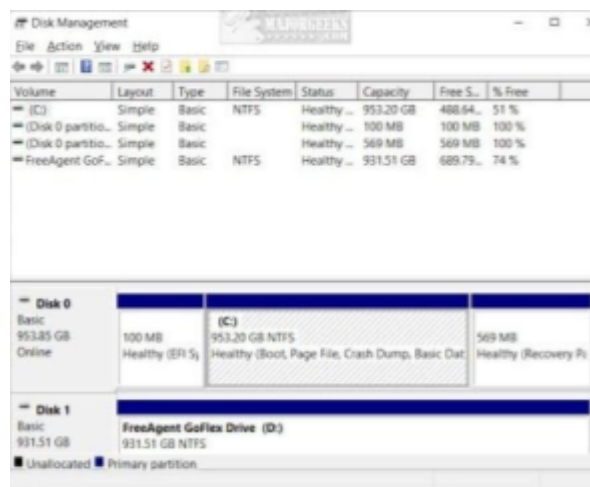 Disk Management
MAJORGEEKS
File Action View Help
Volume Layout Type File System Status Capacity Free S... % Free
(C:) Simple Basic NTFS Healthy ... 953.20 GB 488.64... 51 %
(Disk 0 partitio... Simple Basic Healthy ... 100 MB 100 MB 100 %
(Disk 0 partitio... Simple Basic Healthy ... 569 MB 569 MB 100 %
FreeAgent GoF... Simple Basic NTFS Healthy ... 931.51 GB 689.79... 74 %
Disk 0
Basic
953.85 GB
Online
100 MB
Healthy (EFI Sy
(C:)
953.20 GB NTFS
Healthy (Boot, Page File, Crash Dump, Basic Dat
569 MB
Healthy (Recovery Pa
Disk 1
Basic
931.51 GB
FreeAgent GoFlex Drive (D:)
931.51 GB NTFS
Unallocated Primary partition